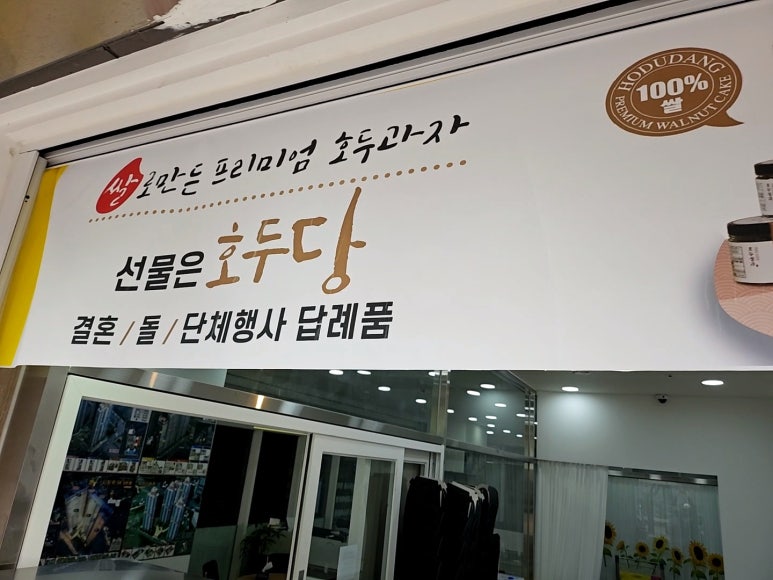 쌀로만든 프리미엄 호두과자
선물은 호두당
결혼 / 돌 / 단체행사 답례품
HODUDANG
100%
쌀
PREMIUM WALNUT CAKE